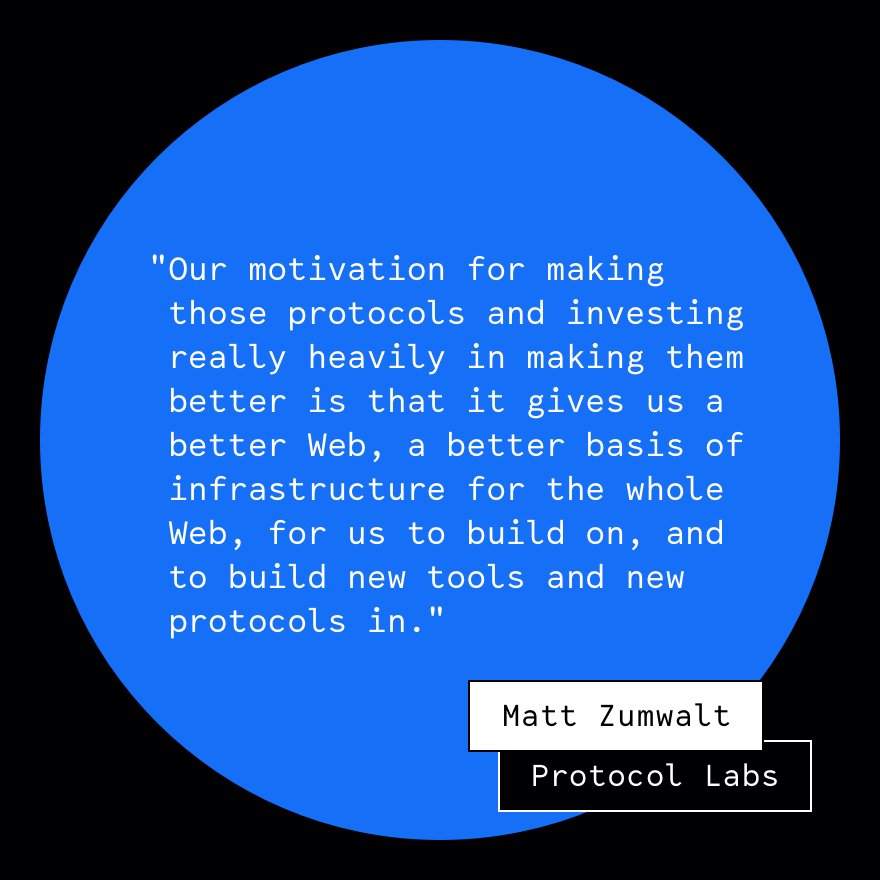 "Our motivation for making
those protocols and investing
really heavily in making them
better is that it gives us a
better Web, a better basis of
infrastructure for the whole
Web, for us to build on, and
to build new tools and new
protocols in."
Matt Zumwalt
Protocol Labs